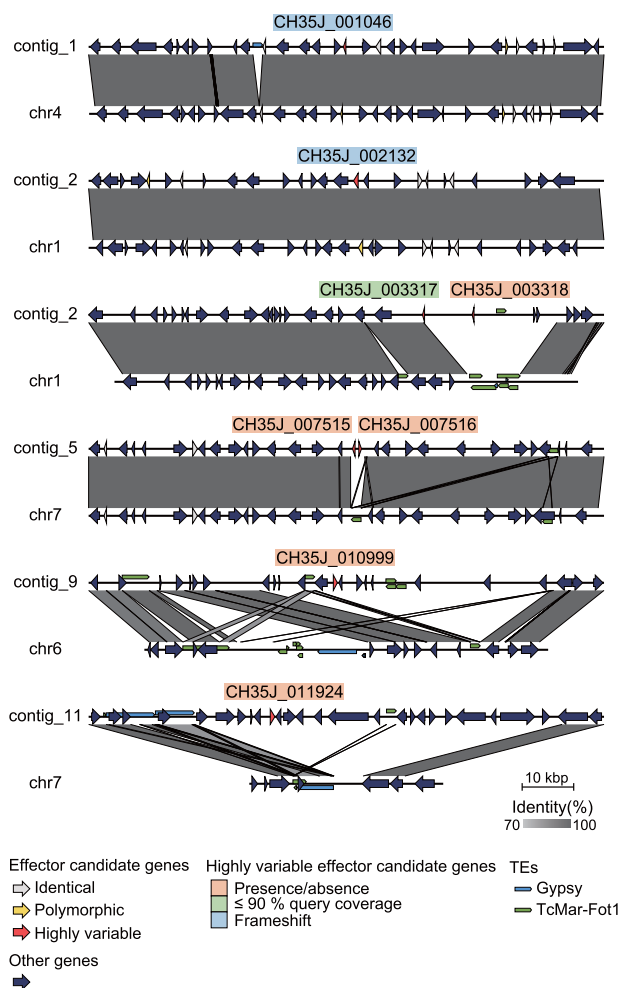 CH35J_001046
contig_1
chr4
CH35J_002132
contig_2
chr1
CH35J_003317 CH35J_003318
contig_2
chr1
CH35J_007515 CH35J_007516
contig_5
chr7
CH35J_010999
contig_9
chr6
CH35J_011924
contig_11
chr7
10 kbp
Identity(%)
70 100
Effector candidate genes
Identical
Polymorphic
Highly variable
Other genes
Highly variable effector candidate genes
Presence/absence
≤ 90 % query coverage
Frameshift
TEs
Gypsy
TcMar-Fot1